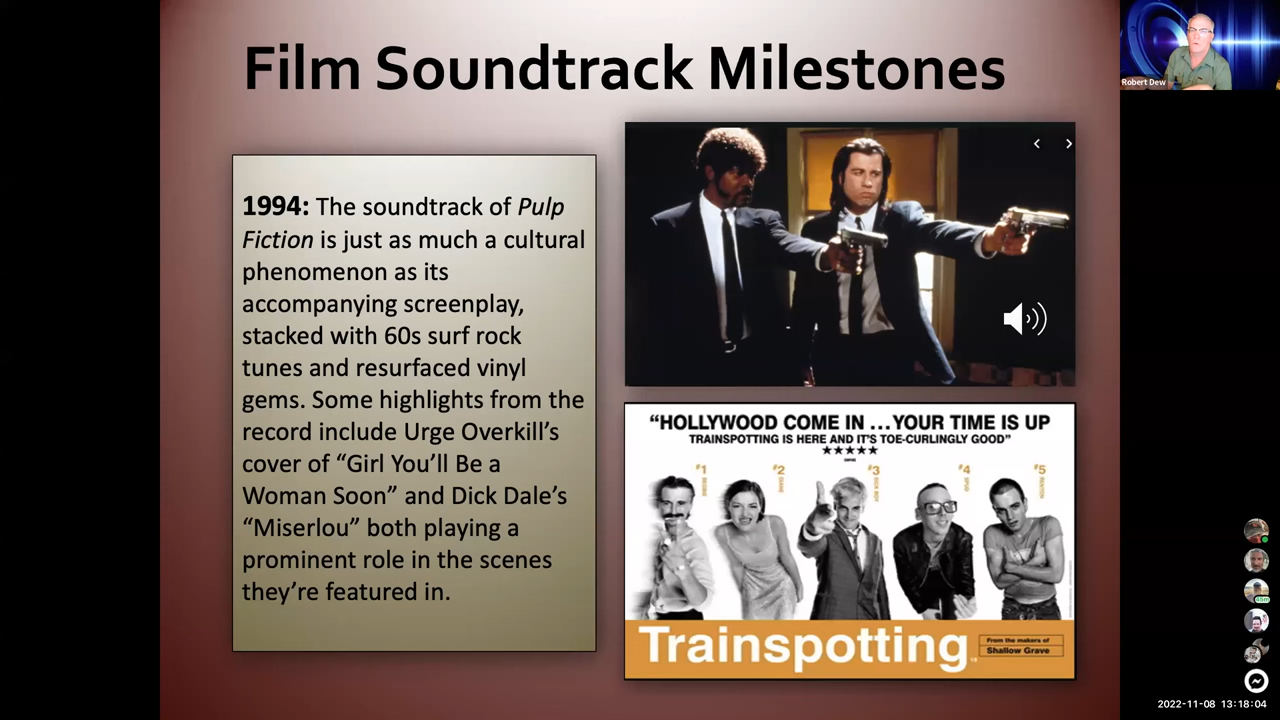 Film Soundtrack Milestones
Robert Dew
1994: The soundtrack of Pulp
Fiction is just as much a cultural
phenomenon as its
accompanying screenplay,
stacked with 60s surf rock
tunes and resurfaced vinyl
gems. Some highlights from the
record include Urge Overkill’s
cover of “Girl You’ll Be a
Woman Soon” and Dick Dale’s
“Miserlou” both playing a
prominent role in the scenes
they’re featured in.
“HOLLYWOOD COME IN ...YOUR TIME IS UP
TRAINSPOTTING IS HERE AND IT'S TOE-CURLINGLY GOOD”
#1
#2
#3
#4
#5
Trainspotting
From the makers of
Shallow Grave
2022-11-08 13:18:04